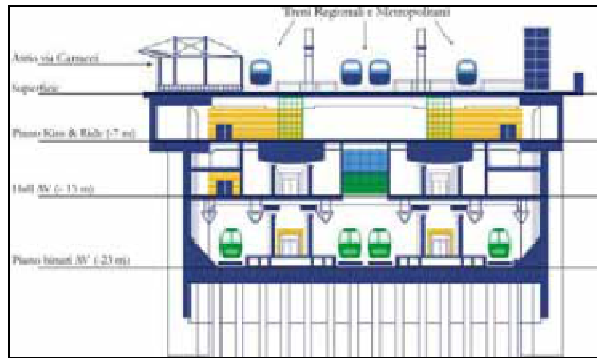 Treni Regionali e Metropolitani
Atrio via Carracci
Superficie
Piano Kiss & Ride (-7 m)
Hall AV (- 15 m)
Piano binari AV (-23 m)